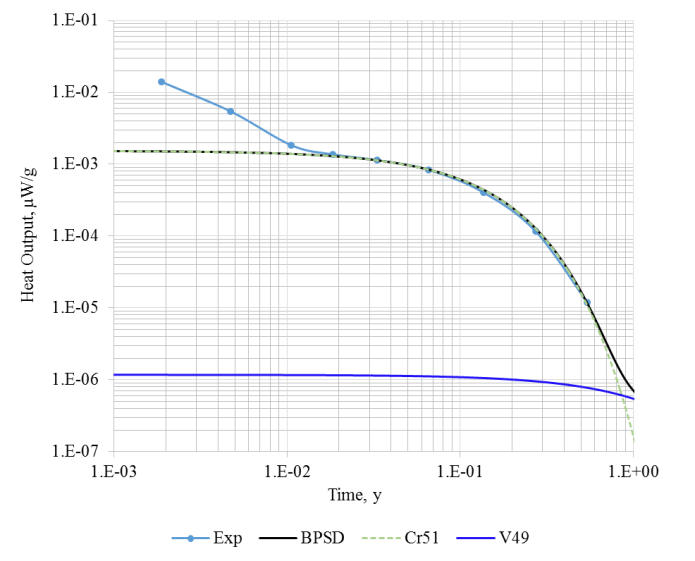 1.E-01
1.E-02
1.E-03
1.E-04
1.E-05
1.E-06
1.E-07
Heat Output, µW/g
1.E-03 1.E-02 1.E-01 1.E+00
Time, y
Exp BPSD Cr51 V49